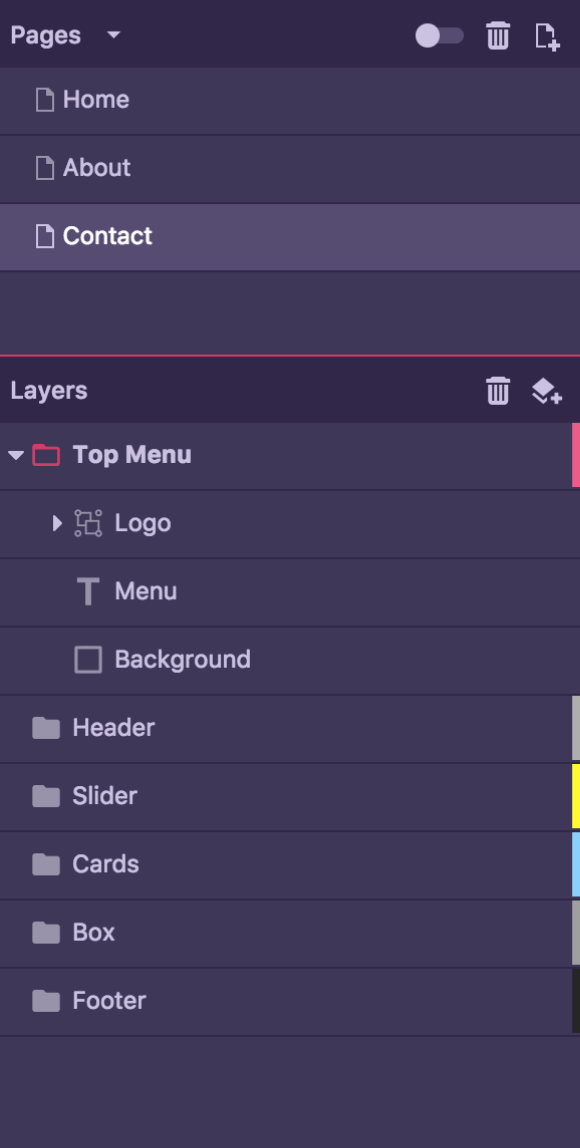 Pages
Home
About
Contact
Layers
Top Menu
Logo
Menu
Background
Header
Slider
Cards
Box
Footer